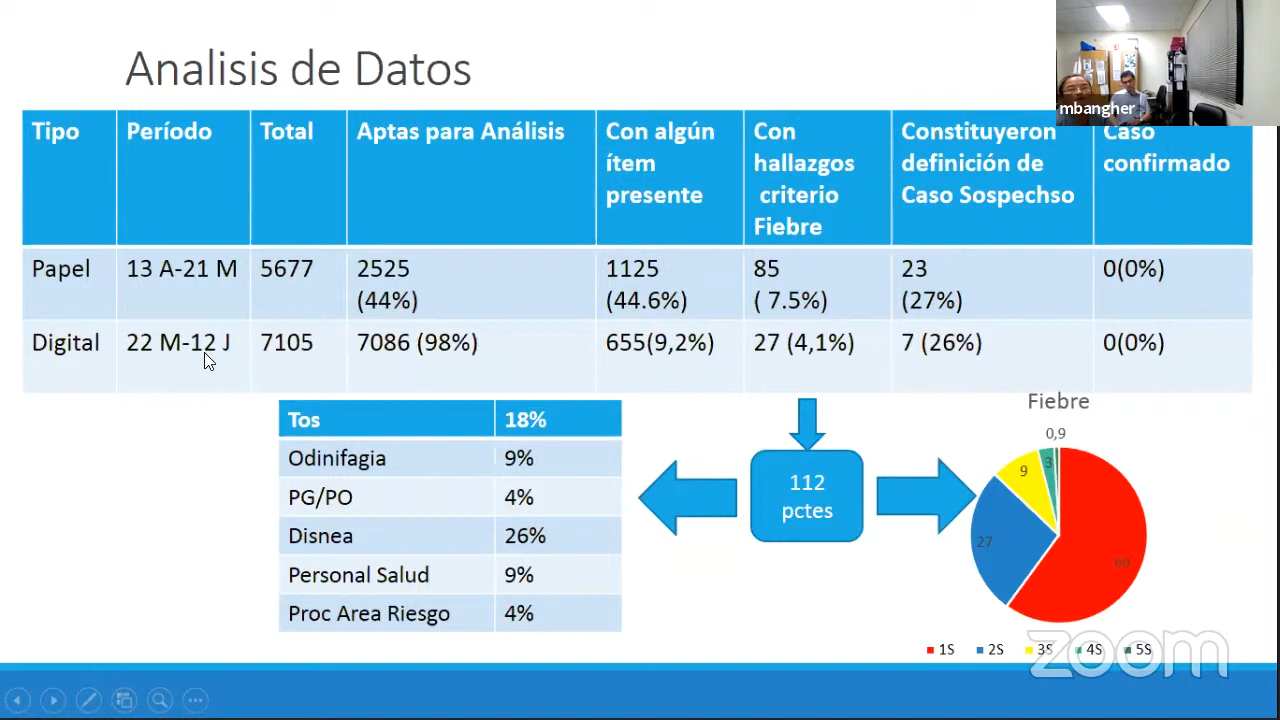 Analisis de Datos
mbangher
Tipo
Período
Total
Aptas para Análisis
Con algún
ítem
presente
Con
hallazgos
criterio
Fiebre
Constituyeron
definición de
Caso Sospechso
Caso
confirmado
Papel
13 A-21 M
5677
2525
(44%)
1125
(44.6%)
85
( 7.5%)
23
(27%)
0(0%)
Digital
22 M-12 J
7105
7086 (98%)
655(9,2%)
27 (4,1%)
7 (26%)
0(0%)
Tos 18%
Odinifagia 9%
PG/PO 4%
Disnea 26%
Personal Salud 9%
Proc Area Riesgo 4%
112
pctes
Fiebre
0,9
3
9
27
60
1S 2S 3S 4S 5S
zoom